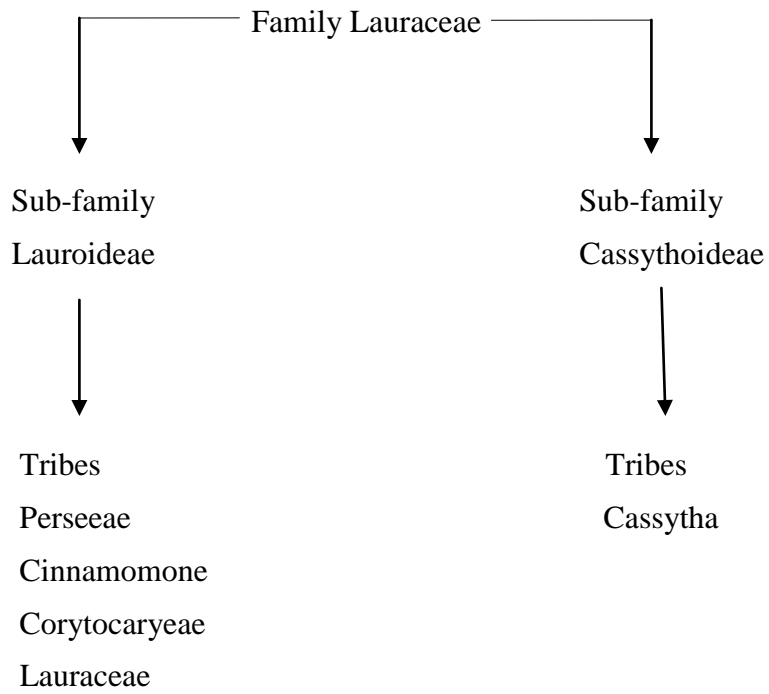 Family Lauraceae
Sub-family
Lauroideae
Sub-family
Cassythoideae
Tribes
Perseeae
Cinnamomone
Corytocaryeae
Lauraceae
Tribes
Cassytha